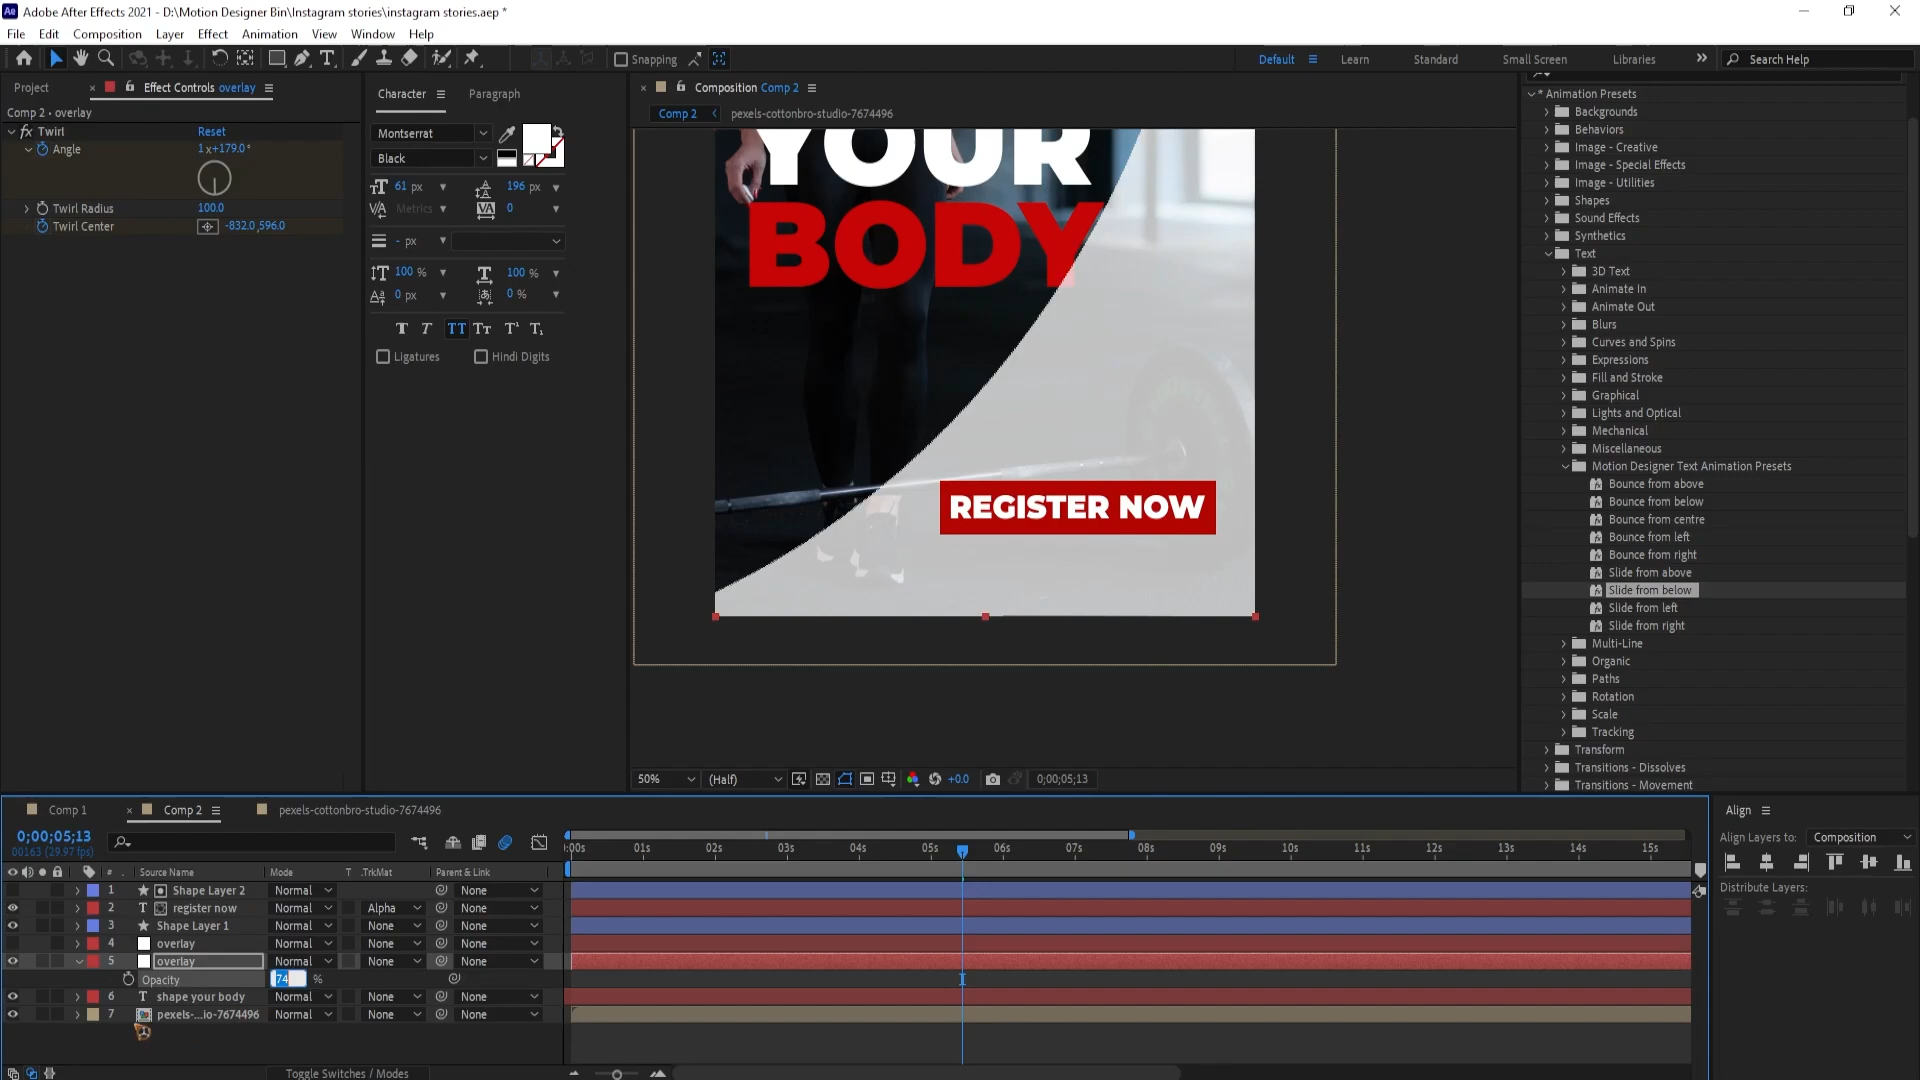 Adobe After Effects 2021 - D:\Motion Designer Bin\Instagram stories\instagram stories.aep *
File Edit Composition Layer Effect Animation View Window Help
Snapping
Default Learn Standard Small Screen Libraries Search Help
Project Effect Controls overlay
Comp 2 • overlay
fx Twirl Reset
Angle 1x+179.0°
Twirl Radius 100.0
Twirl Center -832.0,596.0
Character Paragraph
Montserrat
Black
61 px 196 px
Metrics 0
- px
100 % 100 %
0 px 0 %
Ligatures Hindi Digits
Composition Comp 2
Comp 2 pexels-cottonbro-studio-7674496
YOUR
BODY
REGISTER NOW
50% (Half) +0.0 0;00;05;13
* Animation Presets
Backgrounds
Behaviors
Image - Creative
Image - Special Effects
Image - Utilities
Shapes
Sound Effects
Synthetics
Text
3D Text
Animate In
Animate Out
Blurs
Curves and Spins
Expressions
Fill and Stroke
Graphical
Lights and Optical
Mechanical
Miscellaneous
Motion Designer Text Animation Presets
Bounce from above
Bounce from below
Bounce from centre
Bounce from left
Bounce from right
Slide from above
Slide from below
Slide from left
Slide from right
Multi-Line
Organic
Paths
Rotation
Scale
Tracking
Transform
Transitions - Dissolves
Transitions - Movement
Comp 1 Comp 2 pexels-cottonbro-studio-7674496
0;00;05;13
00163 (29.97 fps)
:00s 01s 02s 03s 04s 05s 06s 07s 08s 09s 10s 11s 12s 13s 14s 15s
# Source Name Mode T .TrkMat Parent & Link
1 Shape Layer 2 Normal None
2 T register now Normal Alpha None
3 Shape Layer 1 Normal None None
4 overlay Normal None None
5 overlay Normal None None
Opacity 74 %
6 T shape your body Normal None None
7 pexels-...io-7674496 Normal None None
Toggle Switches / Modes
Align
Align Layers to: Composition
Distribute Layers: